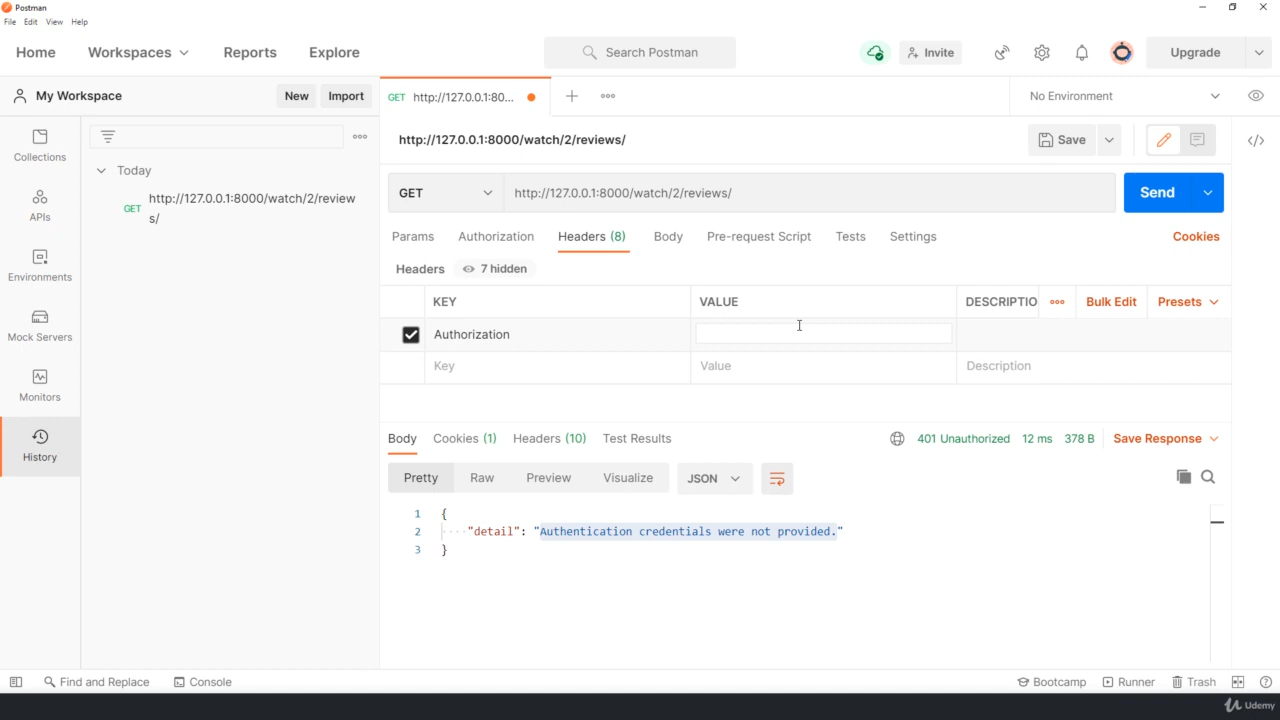 Postman
File Edit View Help
Home Workspaces Reports Explore Search Postman Invite Upgrade
My Workspace New Import GET http://127.0.0.1:80... No Environment
Collections
APIs
Environments
Mock Servers
Monitors
History
Today
GET http://127.0.0.1:8000/watch/2/review
s/
http://127.0.0.1:8000/watch/2/reviews/ Save
GET http://127.0.0.1:8000/watch/2/reviews/ Send
Params Authorization Headers (8) Body Pre-request Script Tests Settings Cookies
Headers 7 hidden
KEY VALUE DESCRIPTIO Bulk Edit Presets
Authorization
Key Value Description
Body Cookies (1) Headers (10) Test Results 401 Unauthorized 12 ms 378 B Save Response
Pretty Raw Preview Visualize JSON
1 {
2 "detail": "Authentication credentials were not provided."
3 }
Find and Replace Console Bootcamp Runner Trash
Udemy